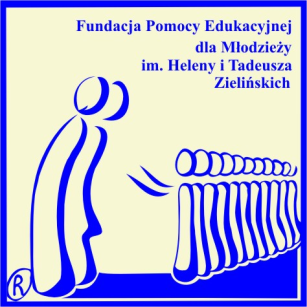 Fundacja Pomocy Edukacyjnej
dla Młodzieży
im. Heleny i Tadeusza
Zielińskich
®